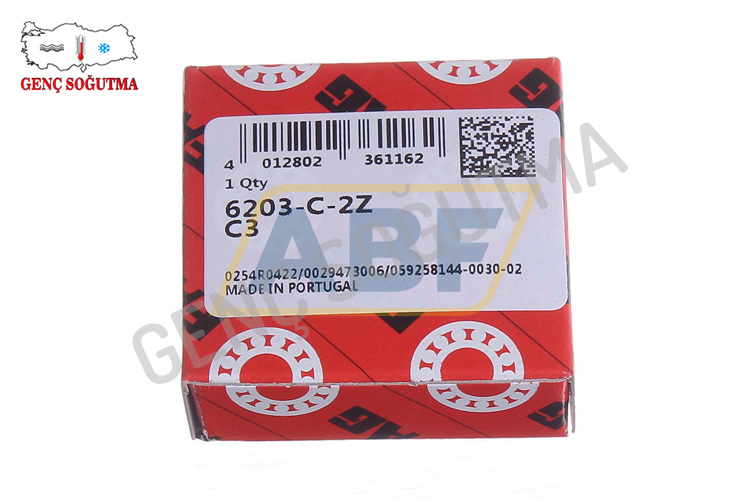 GENÇ SOĞUTMA
FAG
4 012802 361162
1 Qty
6203-C-2Z
C3
ABF
0254R0422/0029473006/059258144-0030-02
MADE IN PORTUGAL
GENÇ SOĞUTMA